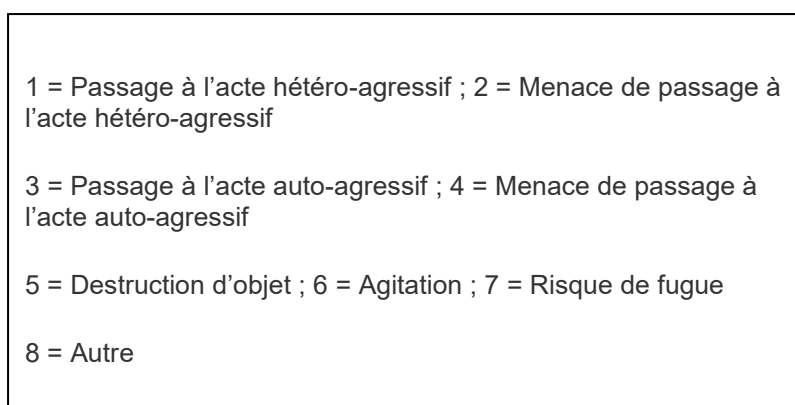 1 = Passage à l’acte hétéro-agressif ; 2 = Menace de passage à
l’acte hétéro-agressif
3 = Passage à l’acte auto-agressif ; 4 = Menace de passage à
l’acte auto-agressif
5 = Destruction d’objet ; 6 = Agitation ; 7 = Risque de fugue
8 = Autre